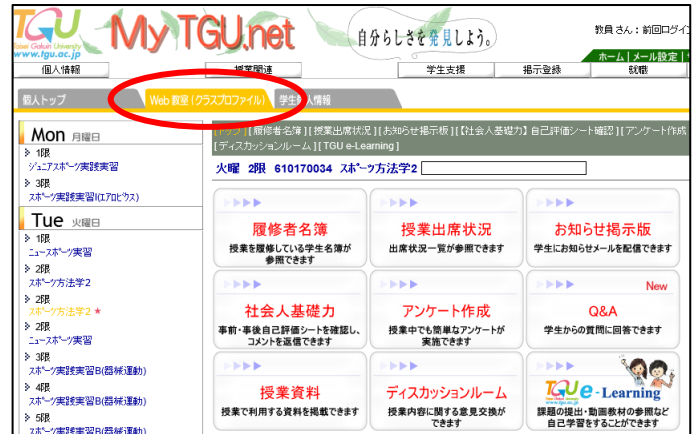 TGU
Tosei Gakuin University
www.tgu.ac.jp
My TGU.net
自分らしさを発見しよう。
教員 さん：前回ログイン
ホーム | メール設定 |
個人情報
授業関連
学生支援
掲示登録
就職
個人トップ
Web 教室 (クラスプロファイル)
学生個人情報
Mon 月曜日
1限
ジュニアスポーツ実践実習
3限
スポーツ実践実習I(エアロビクス)
Tue 火曜日
1限
ニュースポーツ実習
2限
スポーツ方法学2
2限
スポーツ方法学2 ★
2限
ニュースポーツ実習
3限
スポーツ実践実習B(器械運動)
4限
スポーツ実践実習B(器械運動)
5限
スポーツ実践実習B(器械運動)
[トップ] [履修者名簿] [授業出席状況] [お知らせ掲示板] [【社会人基礎力】自己評価シート確認] [アンケート作成
[ディスカッションルーム] [TGU e-Learning]
火曜 2限 610170034 スポーツ方法学2
履修者名簿
授業を履修している学生名簿が
参照できます
授業出席状況
出席状況一覧が参照できます
お知らせ掲示版
学生にお知らせメールを配信できます
社会人基礎力
事前・事後自己評価シートを確認し、
コメントを返信できます
アンケート作成
授業中でも簡単なアンケートが
実施できます
New
Q&A
学生からの質問に回答できます
授業資料
授業で利用する資料を掲載できます
ディスカッションルーム
授業内容に関する意見交換が
できます
TGU e-Learning
www.tgu.ac.jp
課題の提出・動画教材の参照など
自己学習をすることができます